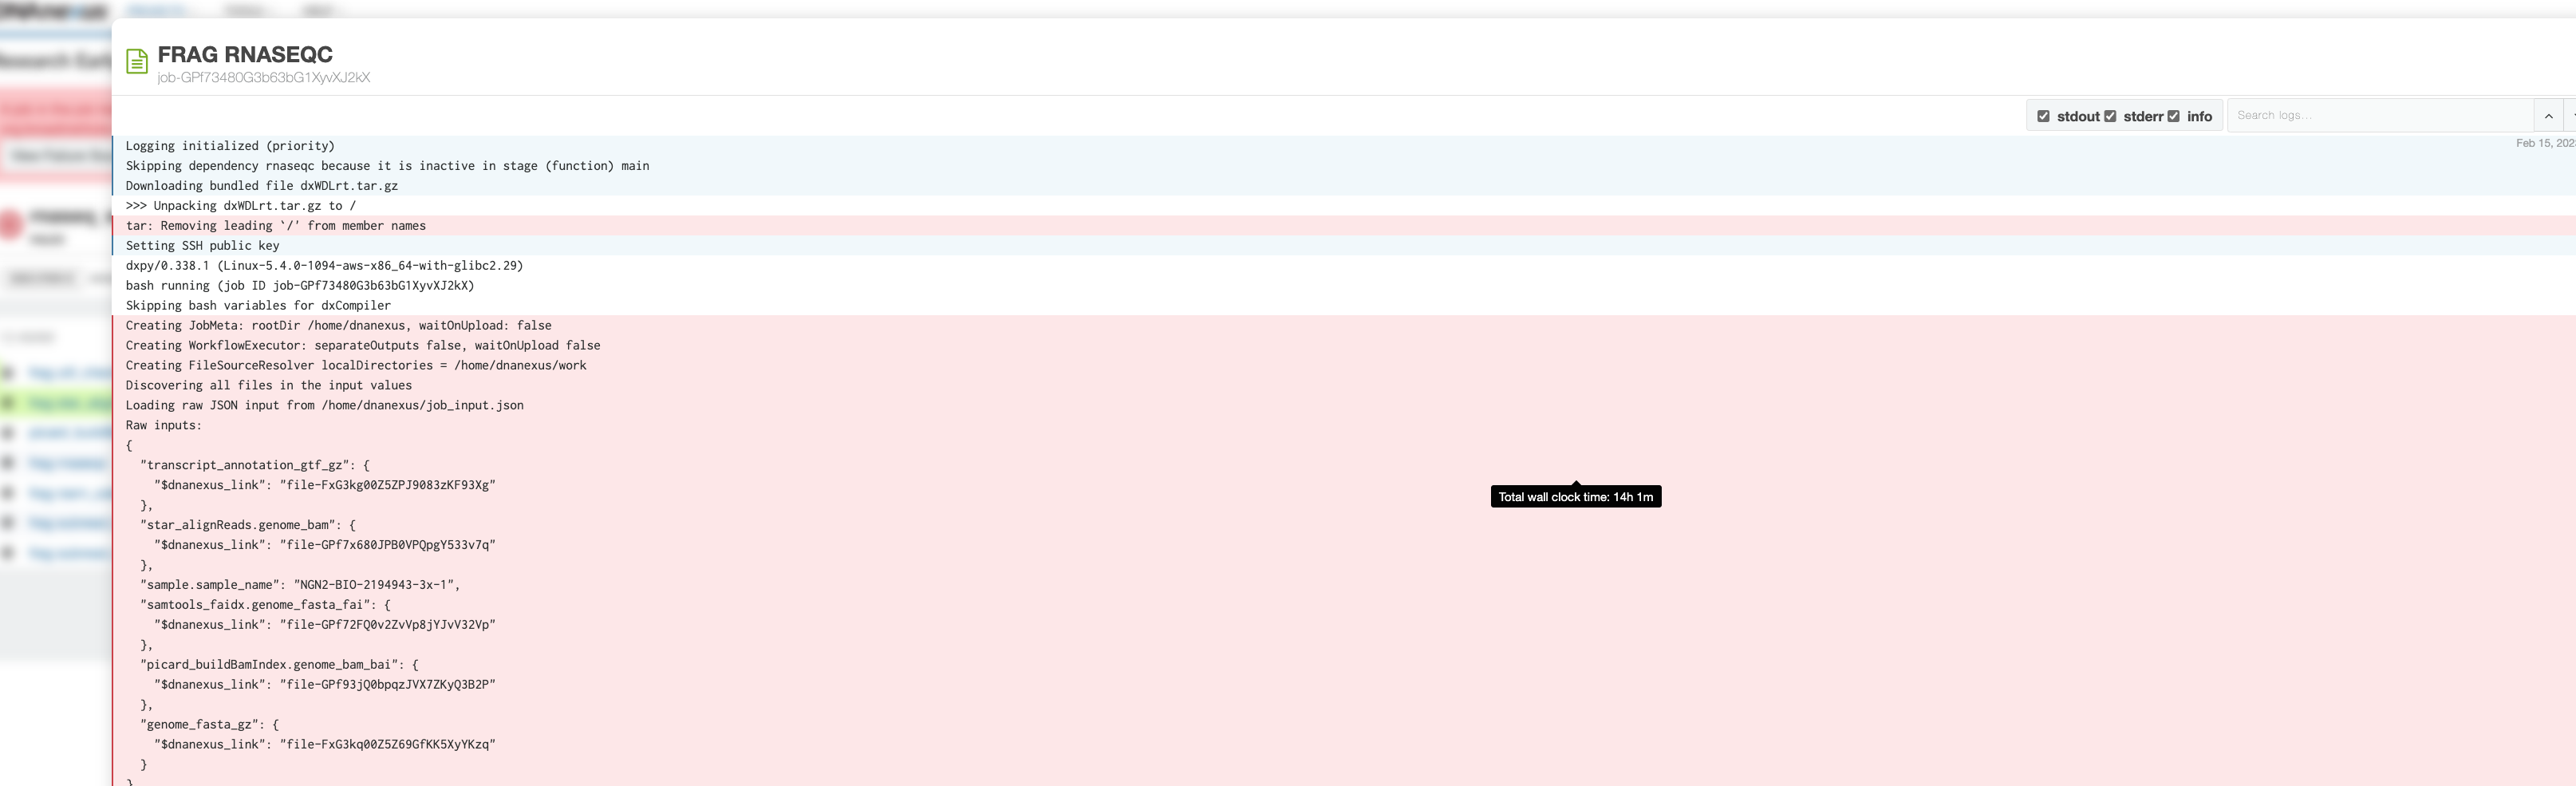 FRAG RNASEQC
job-GPf73480G3b63bG1XyvXJ2kX
stdout stderr info
Search logs...
Feb 15, 202
Logging initialized (priority)
Skipping dependency rnaseqc because it is inactive in stage (function) main
Downloading bundled file dxWDLrt.tar.gz
>>> Unpacking dxWDLrt.tar.gz to /
tar: Removing leading `/' from member names
Setting SSH public key
dxpy/0.338.1 (Linux-5.4.0-1094-aws-x86_64-with-glibc2.29)
bash running (job ID job-GPf73480G3b63bG1XyvXJ2kX)
Skipping bash variables for dxCompiler
Creating JobMeta: rootDir /home/dnanexus, waitOnUpload: false
Creating WorkflowExecutor: separateOutputs false, waitOnUpload false
Creating FileSourceResolver localDirectories = /home/dnanexus/work
Discovering all files in the input values
Loading raw JSON input from /home/dnanexus/job_input.json
Raw inputs:
{
"transcript_annotation_gtf_gz": {
"$dnanexus_link": "file-FxG3kg00Z5ZPJ9083zKF93Xg"
},
"star_alignReads.genome_bam": {
"$dnanexus_link": "file-GPf7x680JPB0VPQpgY533v7q"
},
"sample.sample_name": "NGN2-BIO-2194943-3x-1",
"samtools_faidx.genome_fasta_fai": {
"$dnanexus_link": "file-GPf72FQ0v2ZvVp8jYJvV32Vp"
},
"picard_buildBamIndex.genome_bam_bai": {
"$dnanexus_link": "file-GPf93jQ0bpqzJVX7ZKyQ3B2P"
},
"genome_fasta_gz": {
"$dnanexus_link": "file-FxG3kq00Z5Z69GfKK5XyYKzq"
}
}
Total wall clock time: 14h 1m